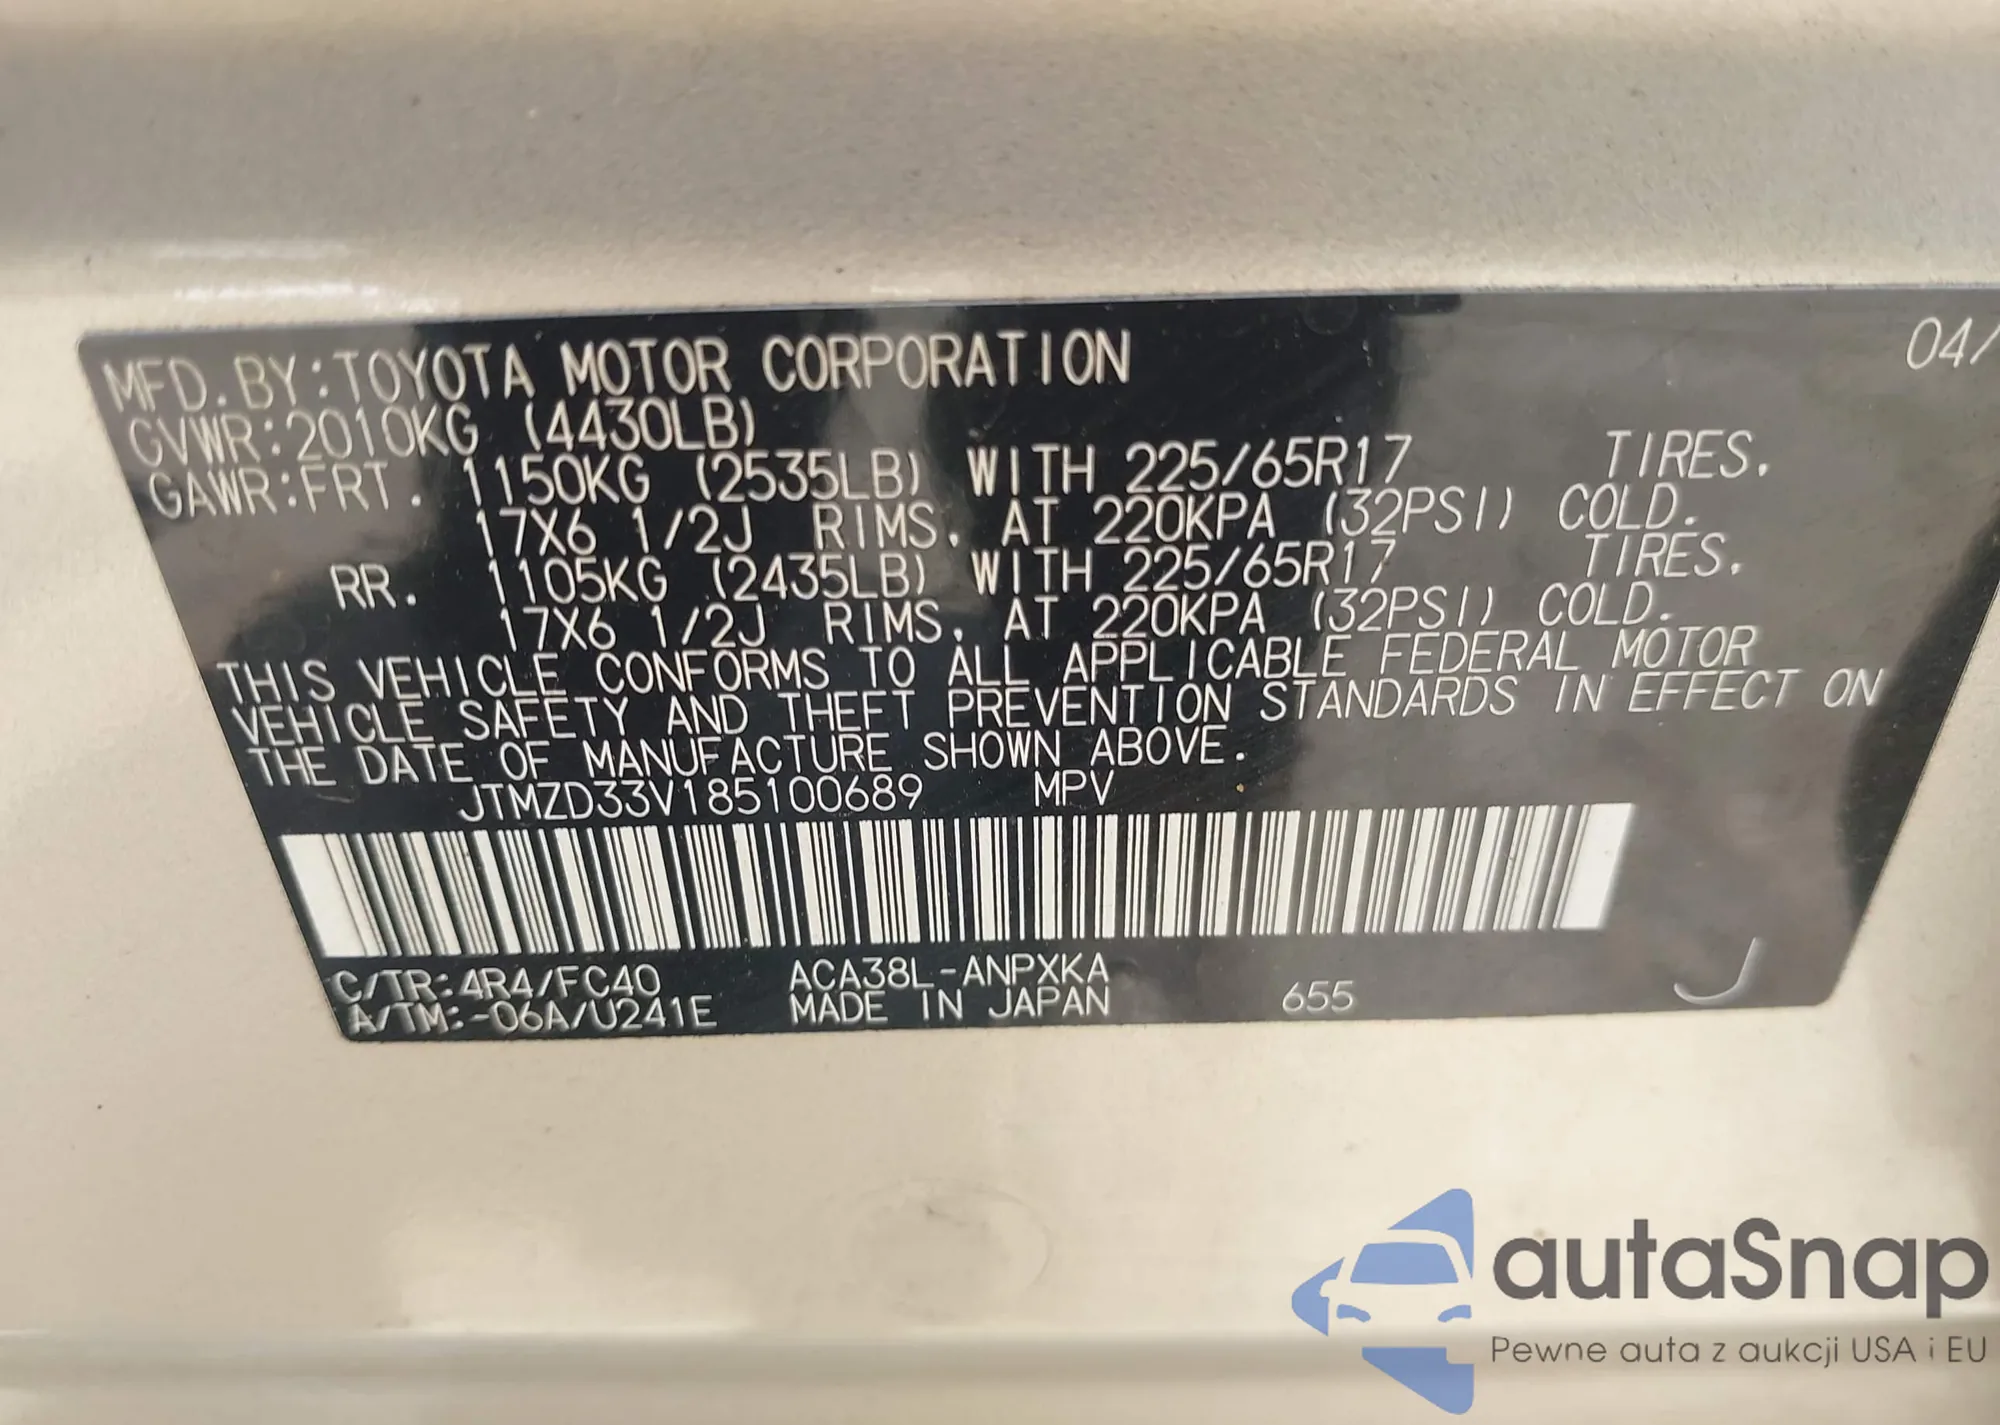 MFD. BY: TOYOTA MOTOR CORPORATION 04/
GVWR: 2010KG (4430LB)
GAWR: FRT. 1150KG (2535LB) WITH 225/65R17 TIRES.
17X6 1/2J RIMS, AT 220KPA (32PSI) COLD.
RR. 1105KG (2435LB) WITH 225/65R17 TIRES.
17X6 1/2J RIMS, AT 220KPA (32PSI) COLD.
THIS VEHICLE CONFORMS TO ALL APPLICABLE FEDERAL MOTOR
VEHICLE SAFETY AND THEFT PREVENTION STANDARDS IN EFFECT ON
THE DATE OF MANUFACTURE SHOWN ABOVE.
JTMZD33V185100689 MPV
C/TR: 4R4/FC40 ACA38L-ANPXKA
A/TM: -06A/U241E MADE IN JAPAN 655 J
autaSnap
Pewne auta z aukcji USA i EU